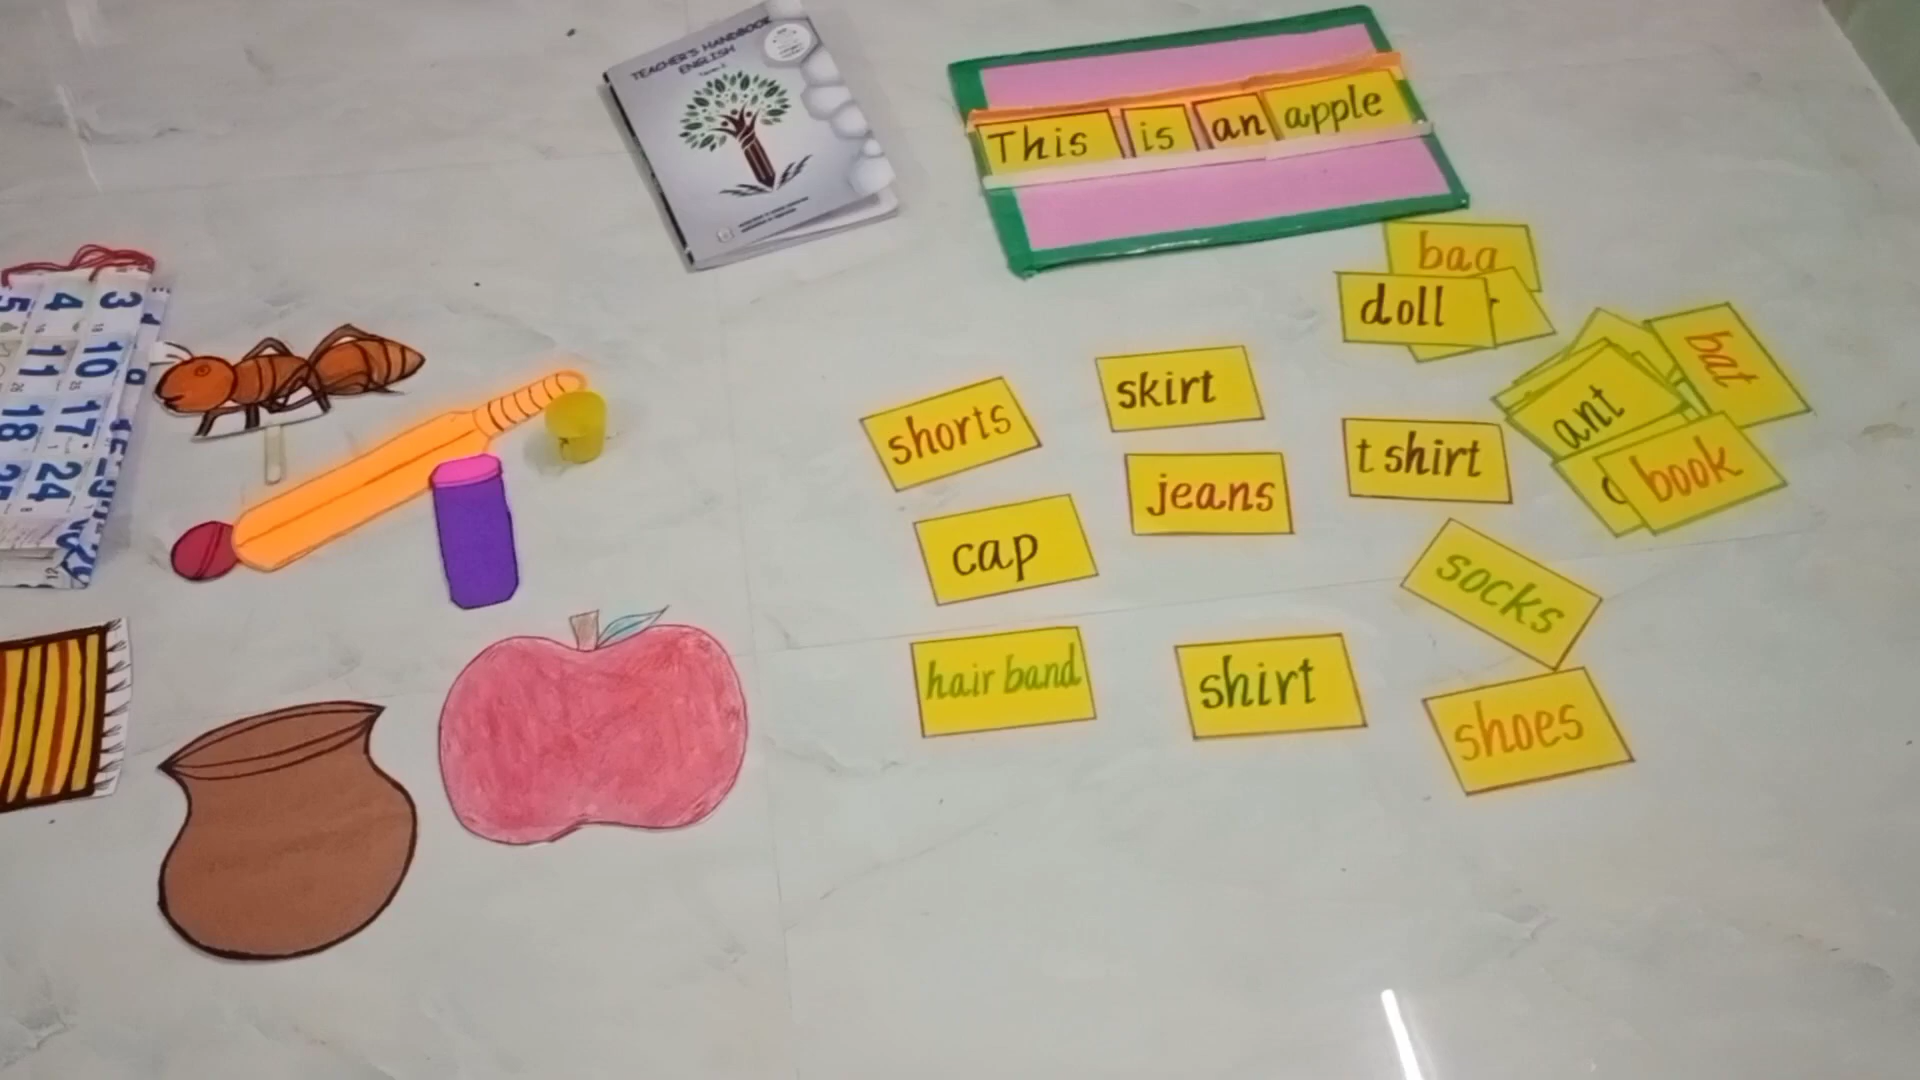 TEACHER'S HANDBOOK
ENGLISH
This is an apple
bag
doll
bat
ant
book
shorts
skirt
t shirt
jeans
cap
socks
hair band
shirt
shoes
3
4
5
10
11
17
18
24